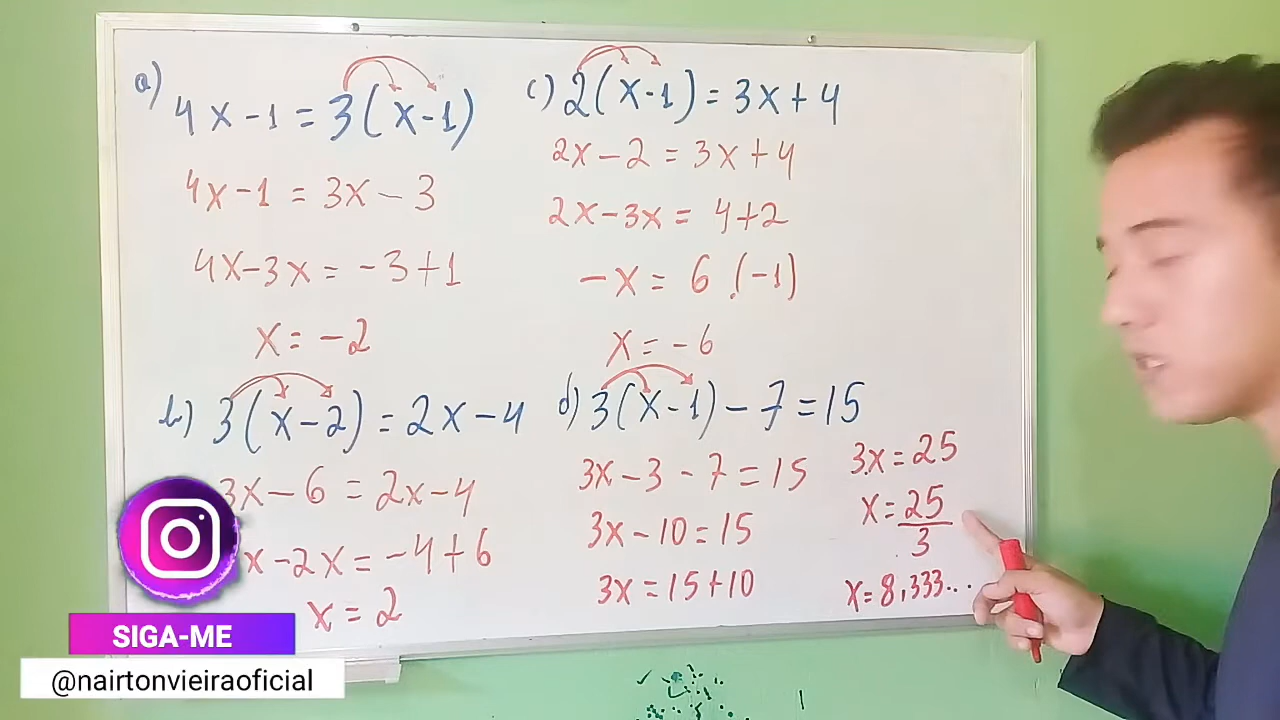 a) 4x-1=3(x-1)
4x-1=3x-3
4x-3x=-3+1
x=-2
c) 2(x-1)=3x+4
2x-2=3x+4
2x-3x=4+2
-x=6.(-1)
x=-6
b) 3(x-2)=2x-4
3x-6=2x-4
x-2x=-4+6
x=2
d) 3(x-1)-7=15
3x-3-7=15
3x-10=15
3x=15+10
3x=25
x=25/3
x=8,333...
SIGA-ME
@nairtonvieiraoficial